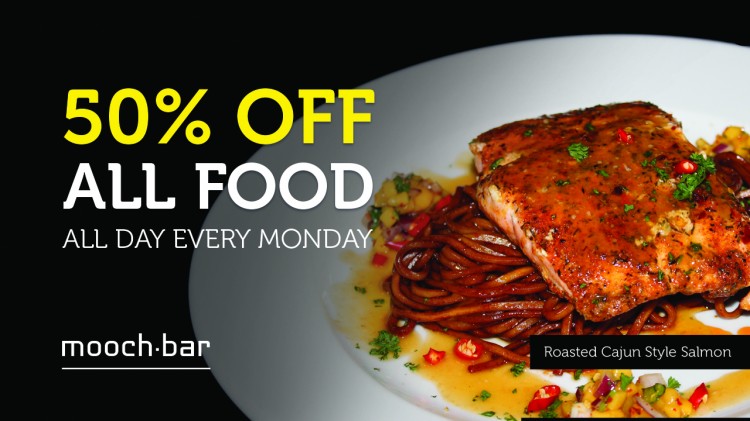 50% OFF
ALL FOOD
ALL DAY EVERY MONDAY
mooch·bar
Roasted Cajun Style Salmon